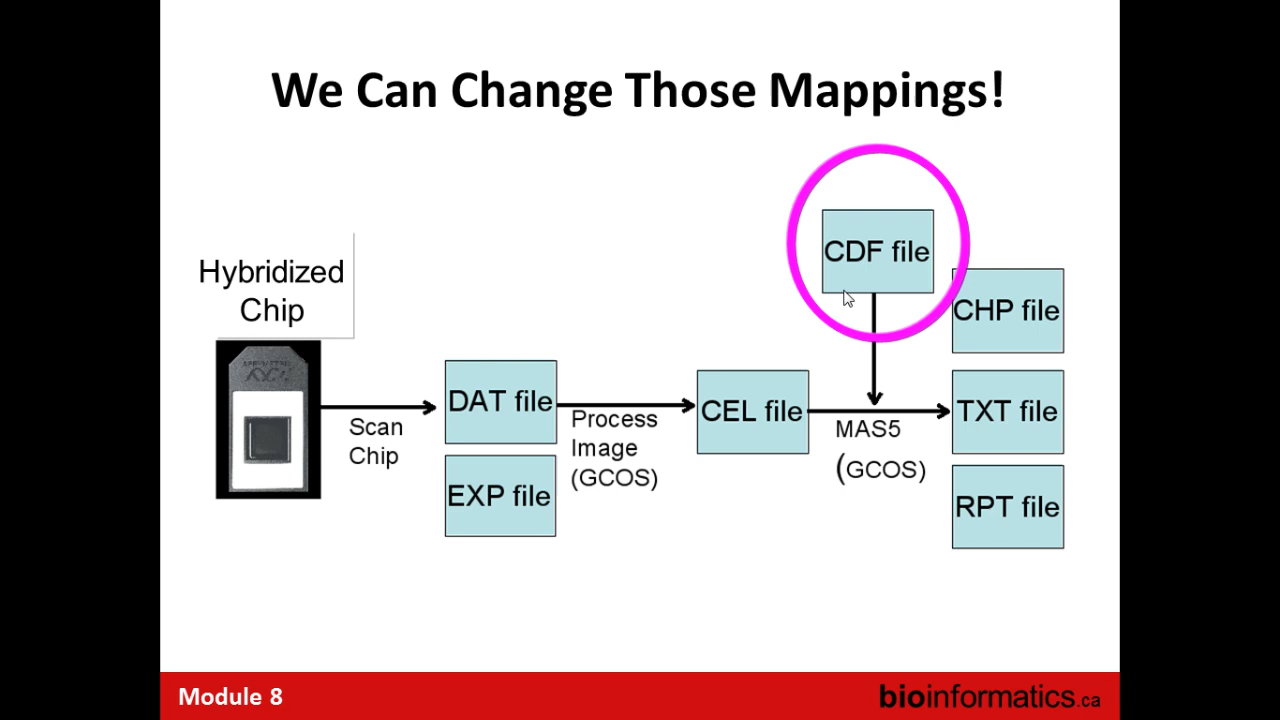 We Can Change Those Mappings!
CDF file
Hybridized
Chip
CHP file
DAT file
Scan
Chip
Process
Image
(GCOS)
CEL file
MAS5
(GCOS)
TXT file
EXP file
RPT file
Module 8
bioinformatics.ca